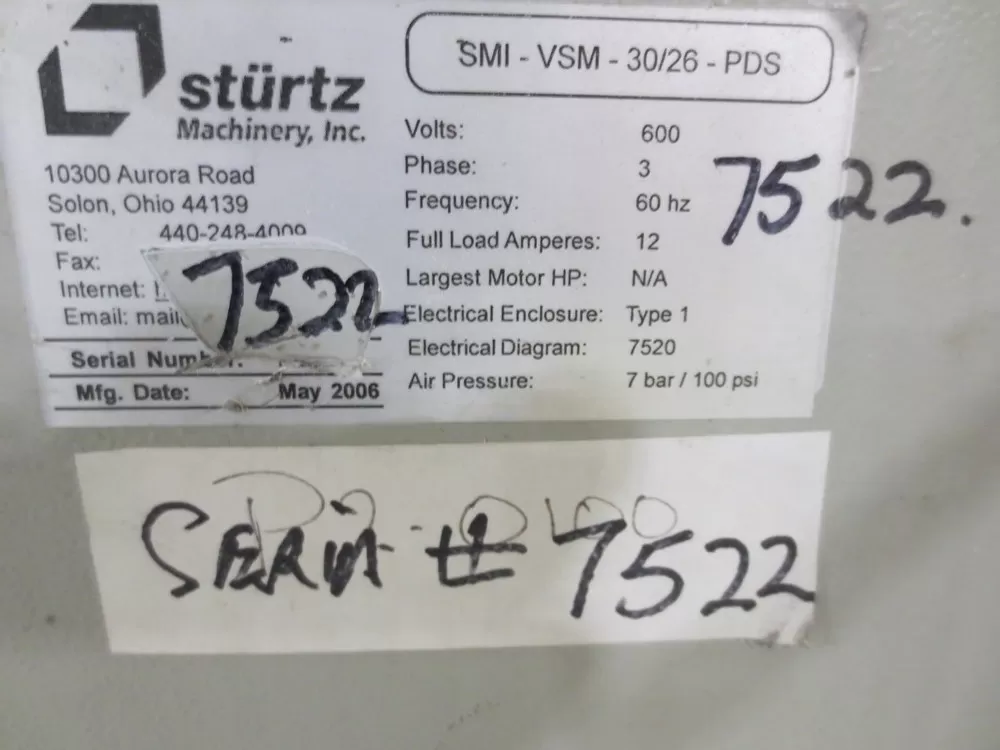 stürtz
Machinery, Inc.
10300 Aurora Road
Solon, Ohio 44139
Tel: 440-248-4009
Fax:
Internet:
Email:
7522
Serial Number:
Mfg. Date: May 2006
SMI - VSM - 30/26 - PDS
Volts: 600
Phase: 3
Frequency: 60 hz
Full Load Amperes: 12
Largest Motor HP: N/A
Electrical Enclosure: Type 1
Electrical Diagram: 7520
Air Pressure: 7 bar / 100 psi
7522.
SERIAL # 7522